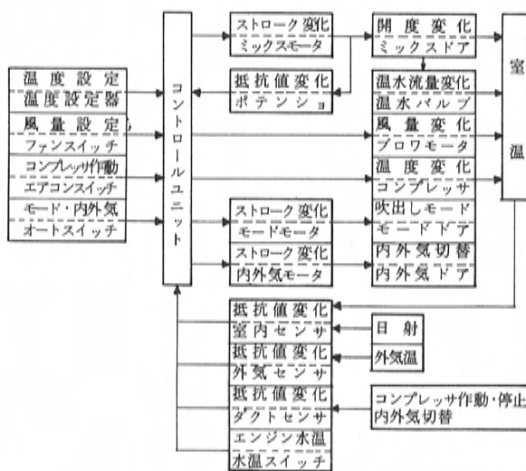 ストローク変化
ミックスモータ
開度変化
ミックスドア
抵抗値変化
ポテンショ
温水流量変化
温水バルブ
温度設定
温度設定器
風量設定
ファンスイッチ
コンプレッサ作動
エアコンスイッチ
モード・内外気
オートスイッチ
コントロールユニット
風量変化
ブロワモータ
温度変化
コンプレッサ
ストローク変化
モードモータ
吹出しモード
モードドア
ストローク変化
内外気モータ
内外気切替
内外気ドア
室温
抵抗値変化
室内センサ
日射
抵抗値変化
外気センサ
外気温
抵抗値変化
ダクトセンサ
コンプレッサ作動・停止
内外気切替
エンジン水温
水温スイッチ